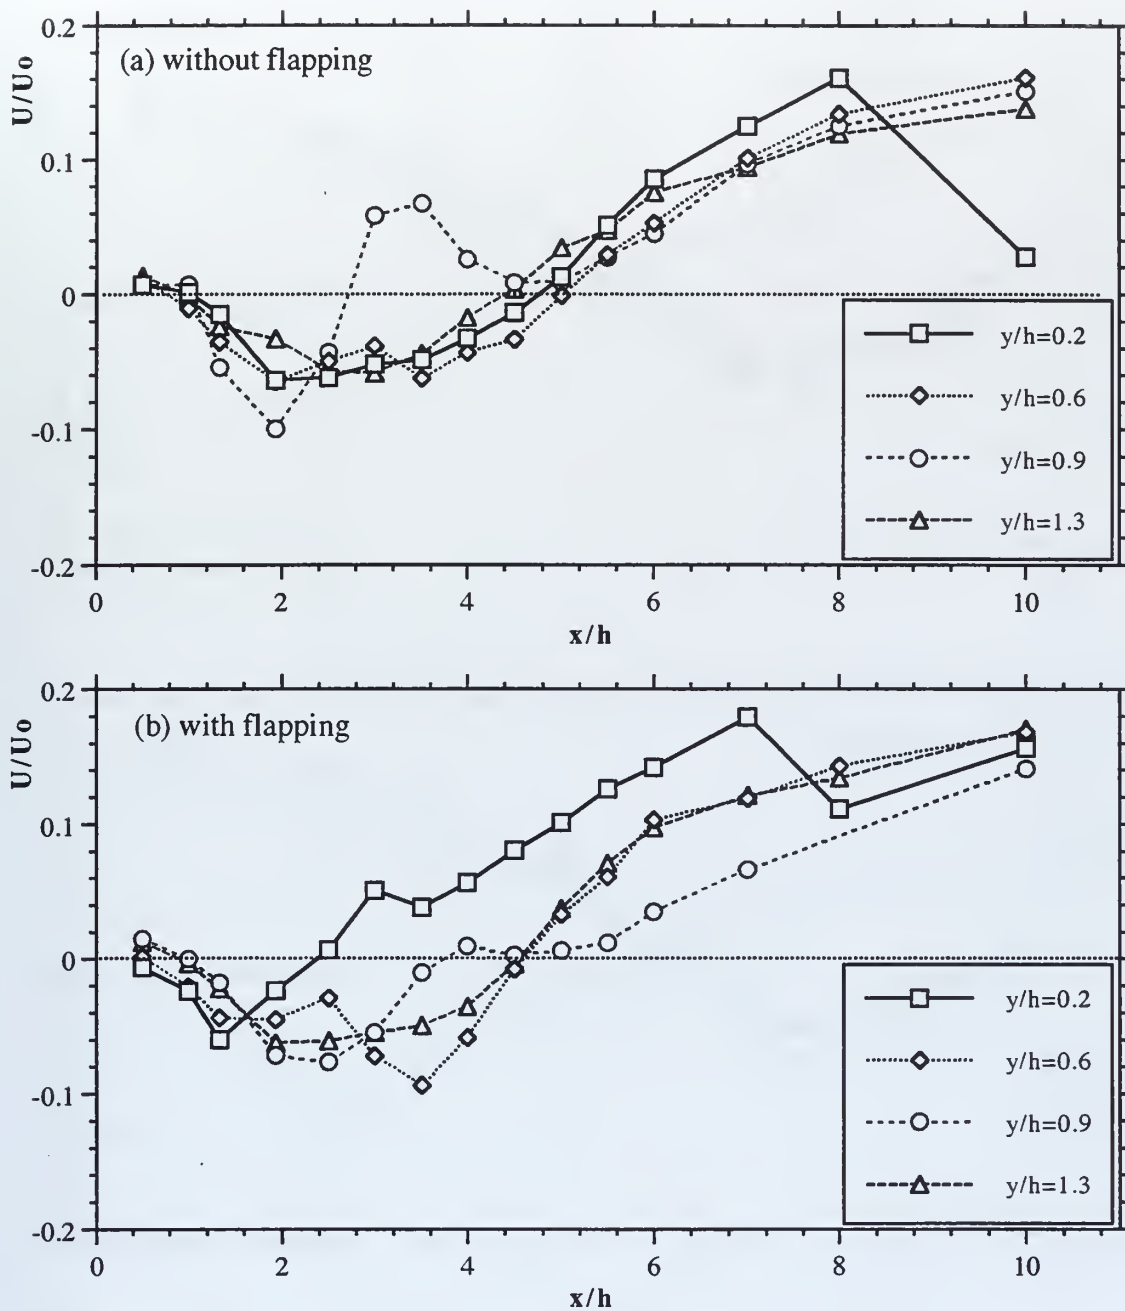 0.2
(a) without flapping
U/Uo
0.1
0
-0.1
-0.2
y/h=0.2
y/h=0.6
y/h=0.9
y/h=1.3
0 2 4 6 8 10
x/h
0.2
(b) with flapping
U/Uo
0.1
0
-0.1
-0.2
y/h=0.2
y/h=0.6
y/h=0.9
y/h=1.3
0 2 4 6 8 10
x/h